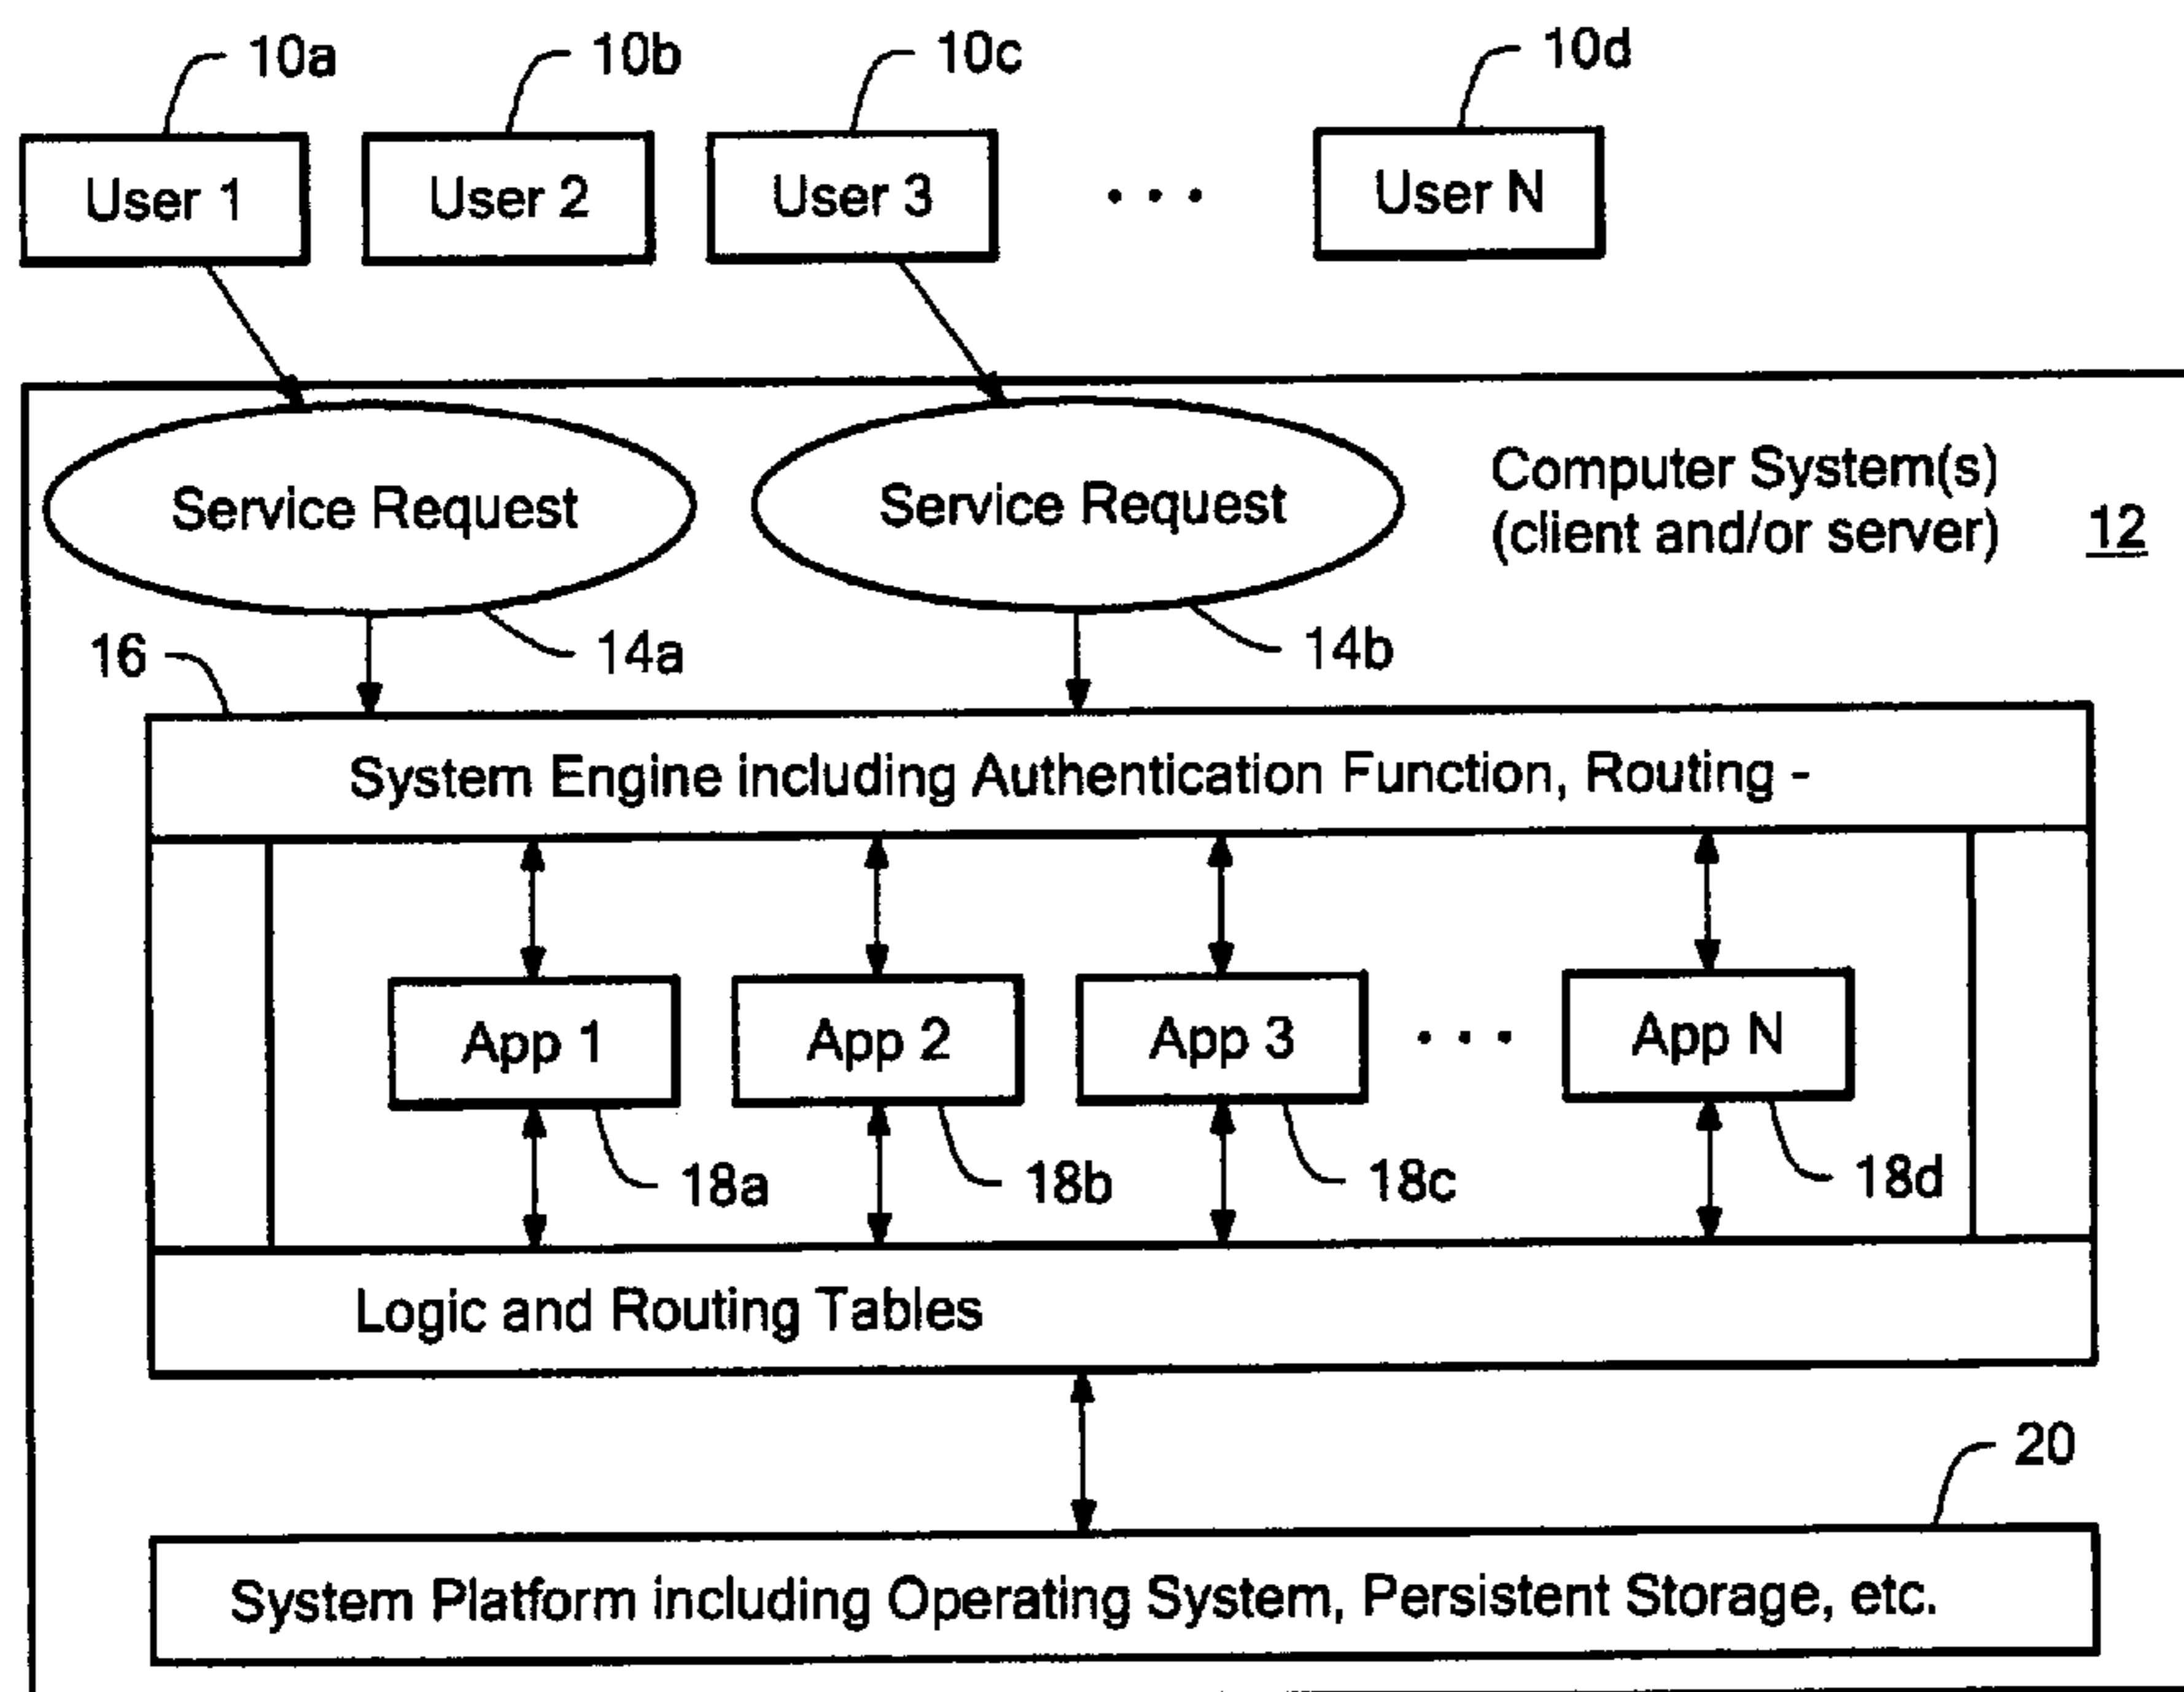 10a
10b
10c
10d
User 1
User 2
User 3
. . .
User N
Computer System(s)
(client and/or server)
12
Service Request
Service Request
14a
14b
16
System Engine including Authentication Function, Routing -
App 1
App 2
App 3
. . .
App N
18a
18b
18c
18d
Logic and Routing Tables
20
System Platform including Operating System, Persistent Storage, etc.